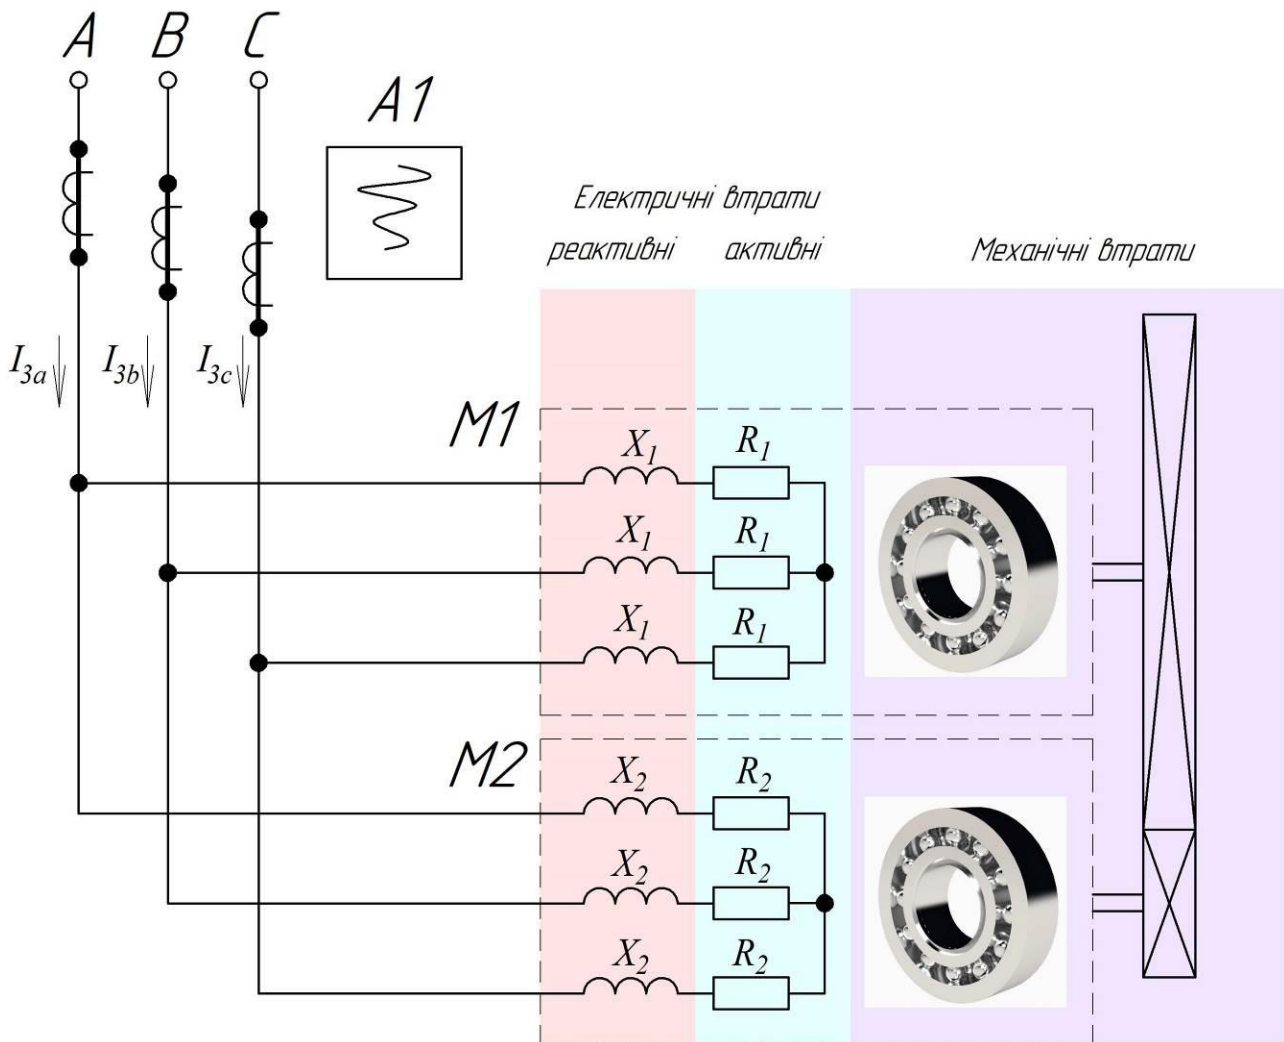 A B C
A1
Електричні втрати
реактивні активні
Механічні втрати
I3a I3b I3c
M1
X1 R1
X1 R1
X1 R1
M2
X2 R2
X2 R2
X2 R2